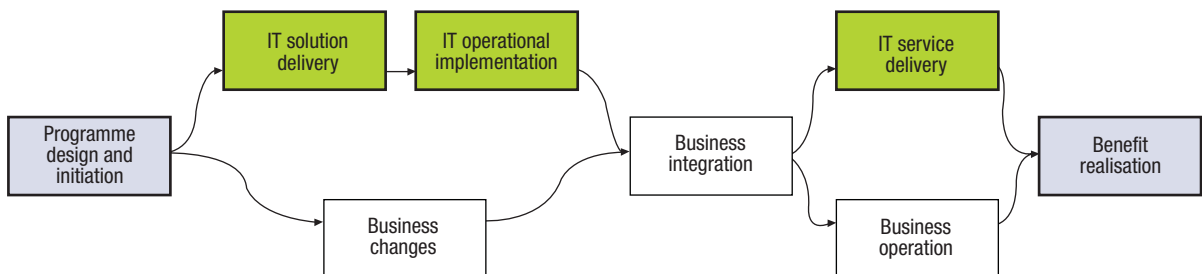 IT solution
delivery
IT operational
implementation
IT service
delivery
Programme
design and
initiation
Business
integration
Benefit
realisation
Business
changes
Business
operation